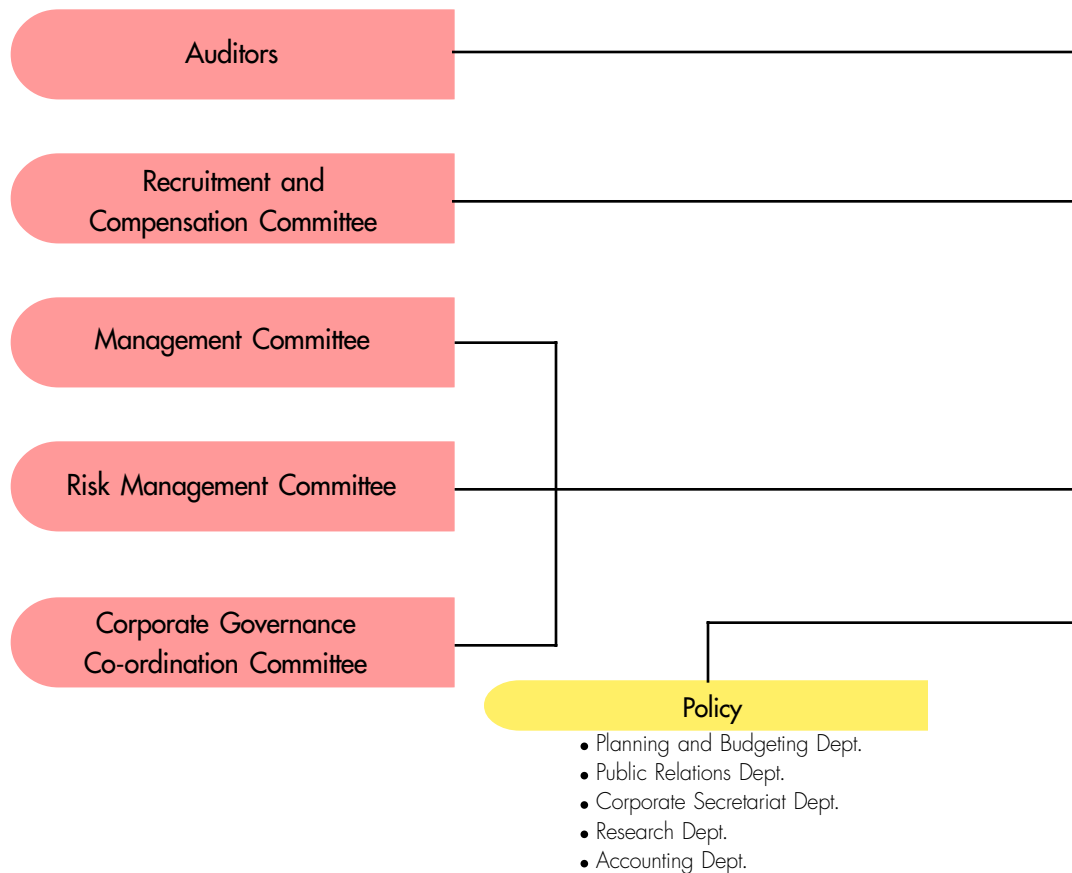 Auditors
Recruitment and
Compensation Committee
Management Committee
Risk Management Committee
Corporate Governance
Co-ordination Committee
Policy
• Planning and Budgeting Dept.
• Public Relations Dept.
• Corporate Secretariat Dept.
• Research Dept.
• Accounting Dept.